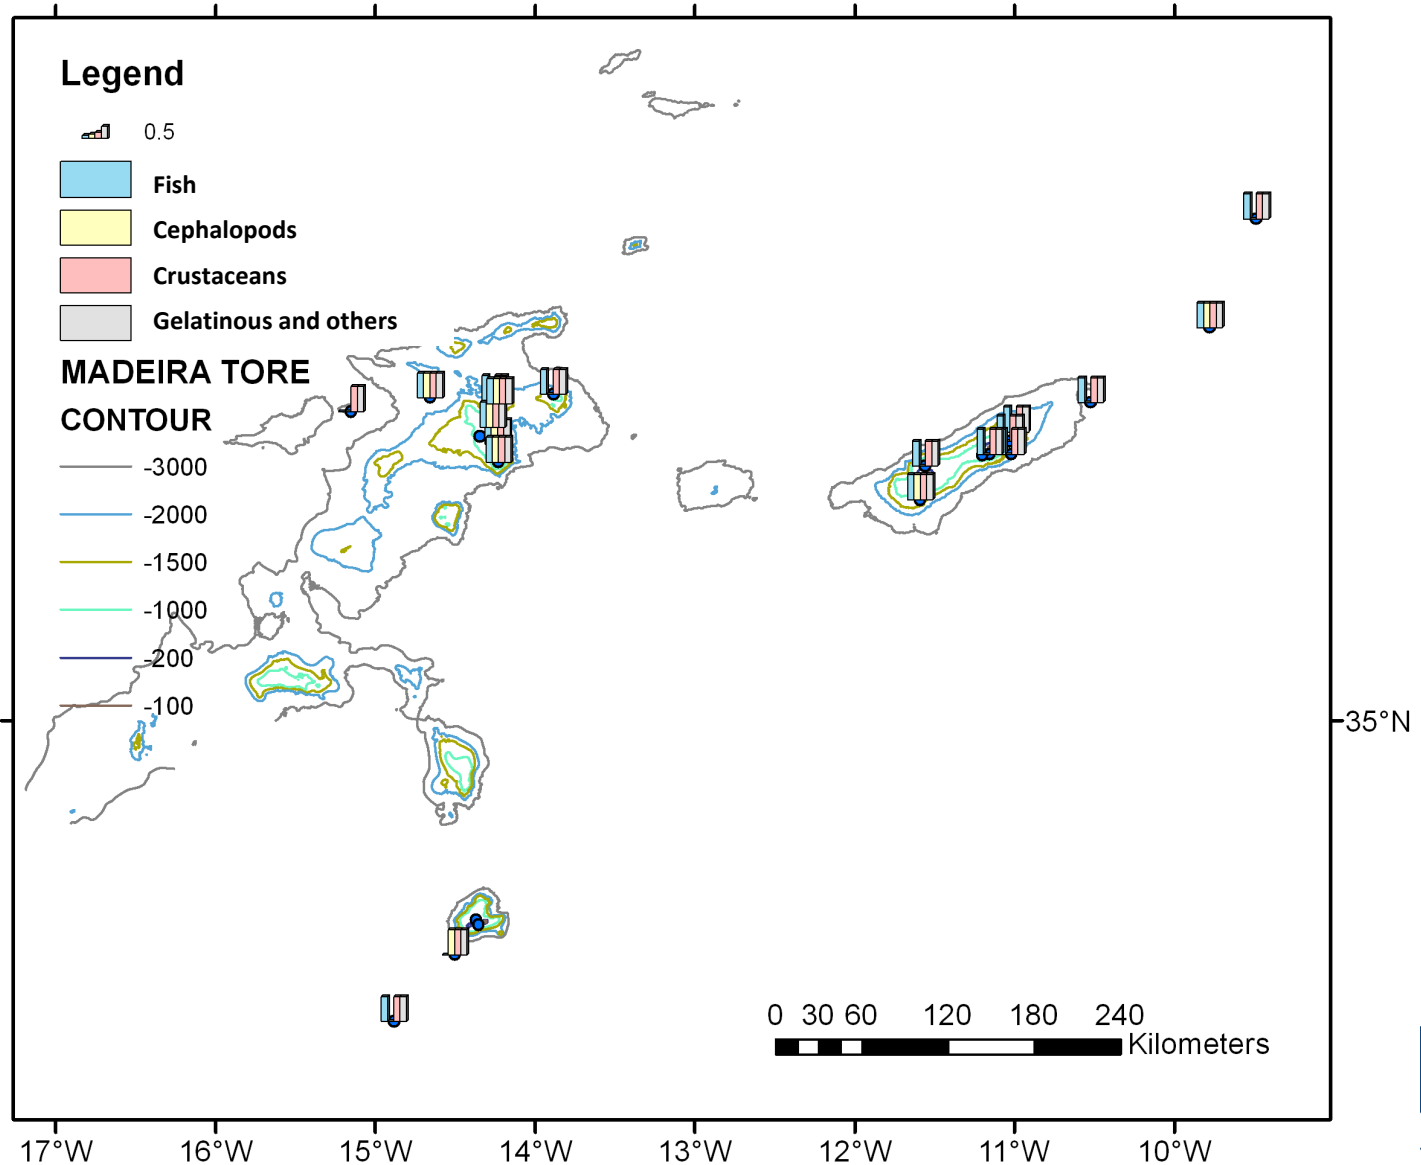 Legend
0.5
Fish
Cephalopods
Crustaceans
Gelatinous and others
MADEIRA TORE
CONTOUR
-3000
-2000
-1500
-1000
-200
-100
35°N
0 30 60 120 180 240
Kilometers
17°W 16°W 15°W 14°W 13°W 12°W 11°W 10°W